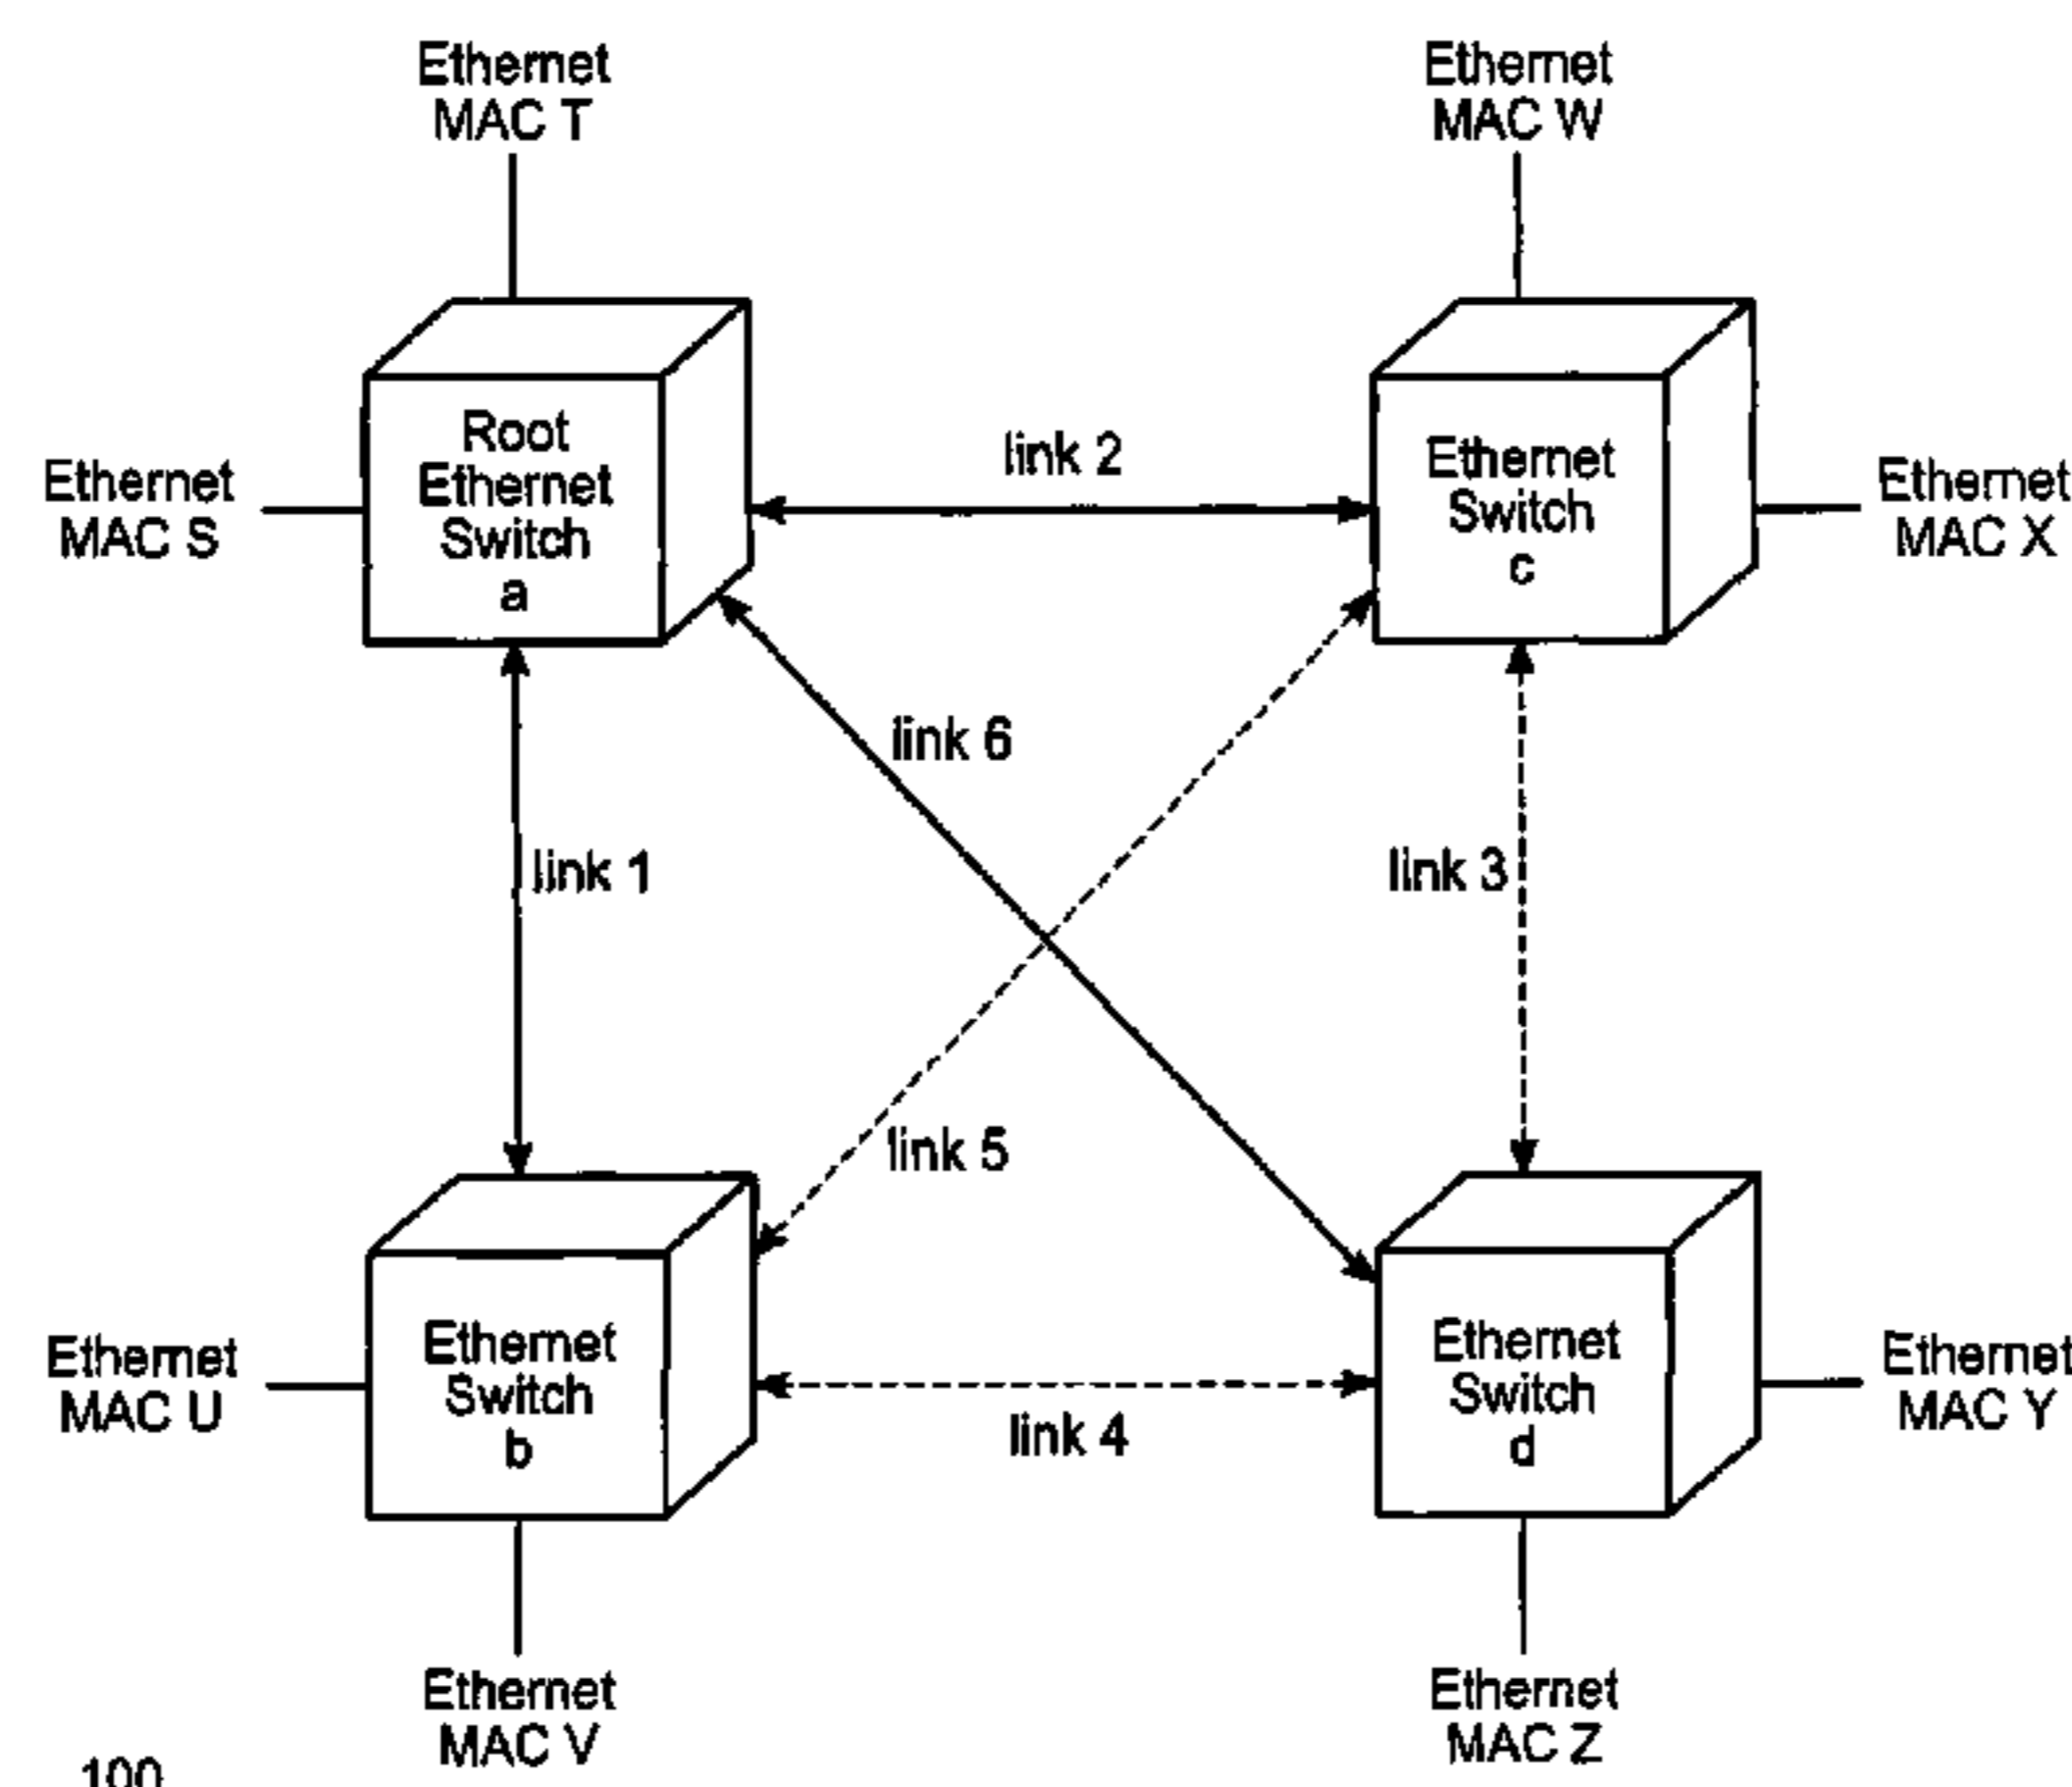 Ethernet
MAC T
Ethernet
MAC W
Root
Ethernet
Switch
a
Ethernet
MAC S
link 2
Ethernet
Switch
c
Ethernet
MAC X
link 6
link 1
link 3
link 5
Ethernet
Switch
b
Ethernet
MAC U
link 4
Ethernet
Switch
d
Ethernet
MAC Y
Ethernet
MAC V
Ethernet
MAC Z
100